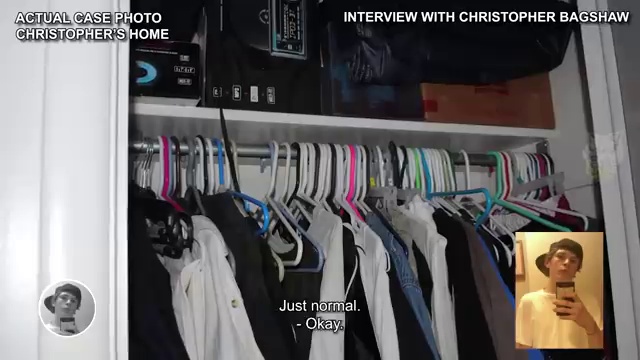 ACTUAL CASE PHOTO
CHRISTOPHER'S HOME
INTERVIEW WITH CHRISTOPHER BAGSHAW
Just normal.
- Okay.